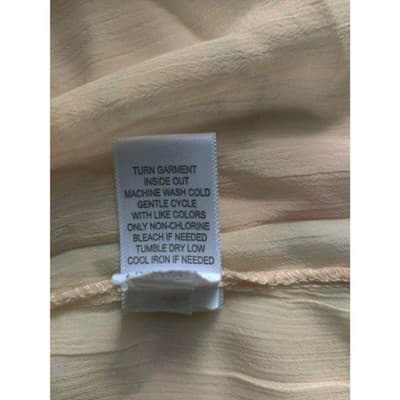 TURN GARMENT
INSIDE OUT
MACHINE WASH COLD
GENTLE CYCLE
WITH LIKE COLORS
ONLY NON-CHLORINE
BLEACH IF NEEDED
TUMBLE DRY LOW
COOL IRON IF NEEDED